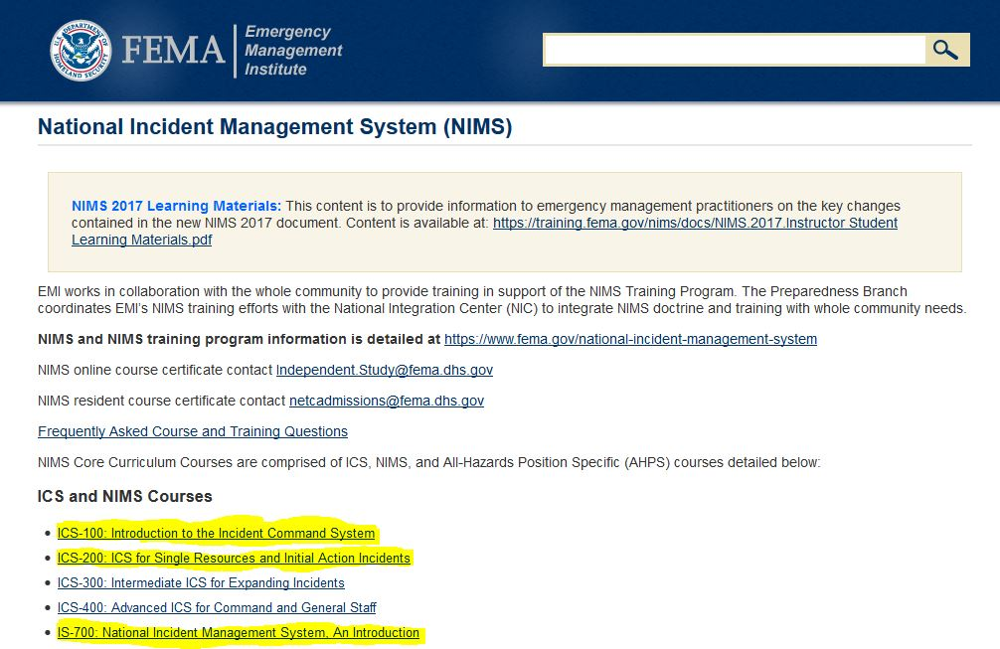 U.S. DEPARTMENT OF HOMELAND SECURITY
FEMA
Emergency
Management
Institute
National Incident Management System (NIMS)
NIMS 2017 Learning Materials: This content is to provide information to emergency management practitioners on the key changes
contained in the new NIMS 2017 document. Content is available at: https://training.fema.gov/nims/docs/NIMS.2017.Instructor Student
Learning Materials.pdf
EMI works in collaboration with the whole community to provide training in support of the NIMS Training Program. The Preparedness Branch
coordinates EMI's NIMS training efforts with the National Integration Center (NIC) to integrate NIMS doctrine and training with whole community needs.
NIMS and NIMS training program information is detailed at https://www.fema.gov/national-incident-management-system
NIMS online course certificate contact Independent.Study@fema.dhs.gov
NIMS resident course certificate contact netcadmissions@fema.dhs.gov
Frequently Asked Course and Training Questions
NIMS Core Curriculum Courses are comprised of ICS, NIMS, and All-Hazards Position Specific (AHPS) courses detailed below:
ICS and NIMS Courses
• ICS-100: Introduction to the Incident Command System
• ICS-200: ICS for Single Resources and Initial Action Incidents
• ICS-300: Intermediate ICS for Expanding Incidents
• ICS-400: Advanced ICS for Command and General Staff
• IS-700: National Incident Management System, An Introduction